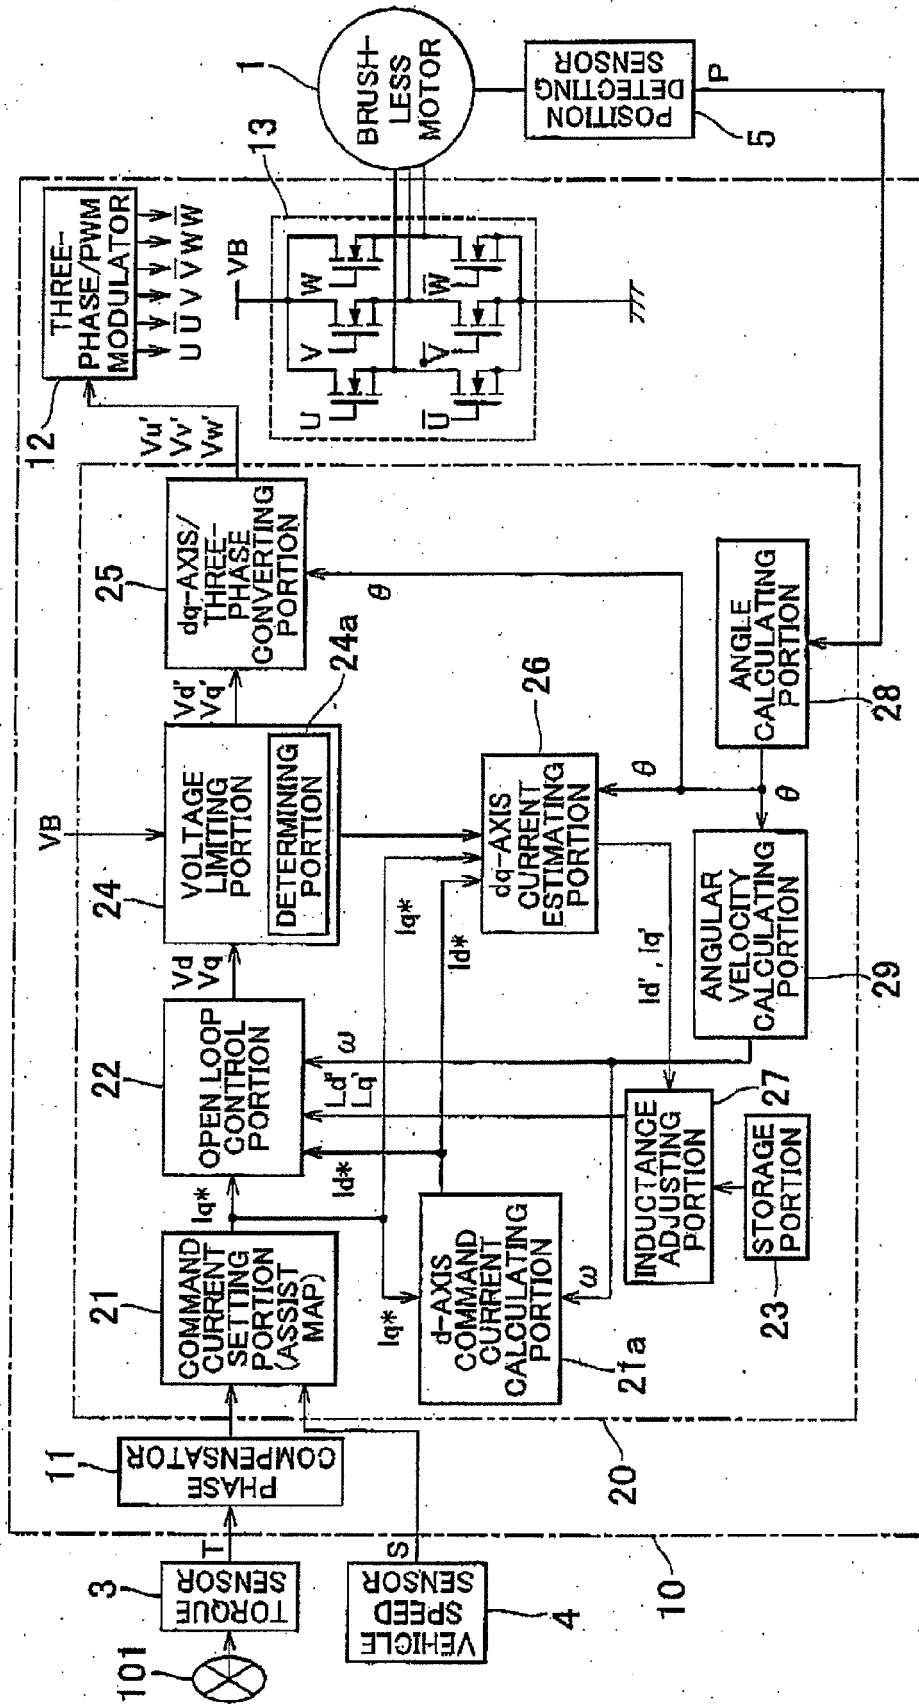 101
3
TORQUE
SENSOR
T
4
VEHICLE
SPEED
SENSOR
S
10
11
PHASE
COMPENSATOR
20
21
COMMAND
CURRENT
SETTING
PORTION
(ASSIST
MAP)
Iq*
Iq*
21a
d-AXIS
COMMAND
CURRENT
CALCULATING
PORTION
ω
Id*
22
OPEN LOOP
CONTROL
PORTION
Ld'
Lq'
ω
Vd
Vq
VB
24
VOLTAGE
LIMITING
PORTION
DETERMINING
PORTION
24a
Iq*
Id*
26
dq-AXIS
CURRENT
ESTIMATING
PORTION
θ
Id', Iq'
27
INDUCTANCE
ADJUSTING
PORTION
23
STORAGE
PORTION
29
ANGULAR
VELOCITY
CALCULATING
PORTION
θ
28
ANGLE
CALCULATING
PORTION
Vd'
Vq'
25
dq-AXIS/
THREE-
PHASE
CONVERTING
PORTION
θ
Vu'
Vv'
Vw'
12
THREE-
PHASE/PWM
MODULATOR
U U̅ V V̅ W W̅
VB
13
U V W
U̅ V̅ W̅
1
BRUSH-
LESS
MOTOR
5
POSITION
DETECTING
SENSOR
P